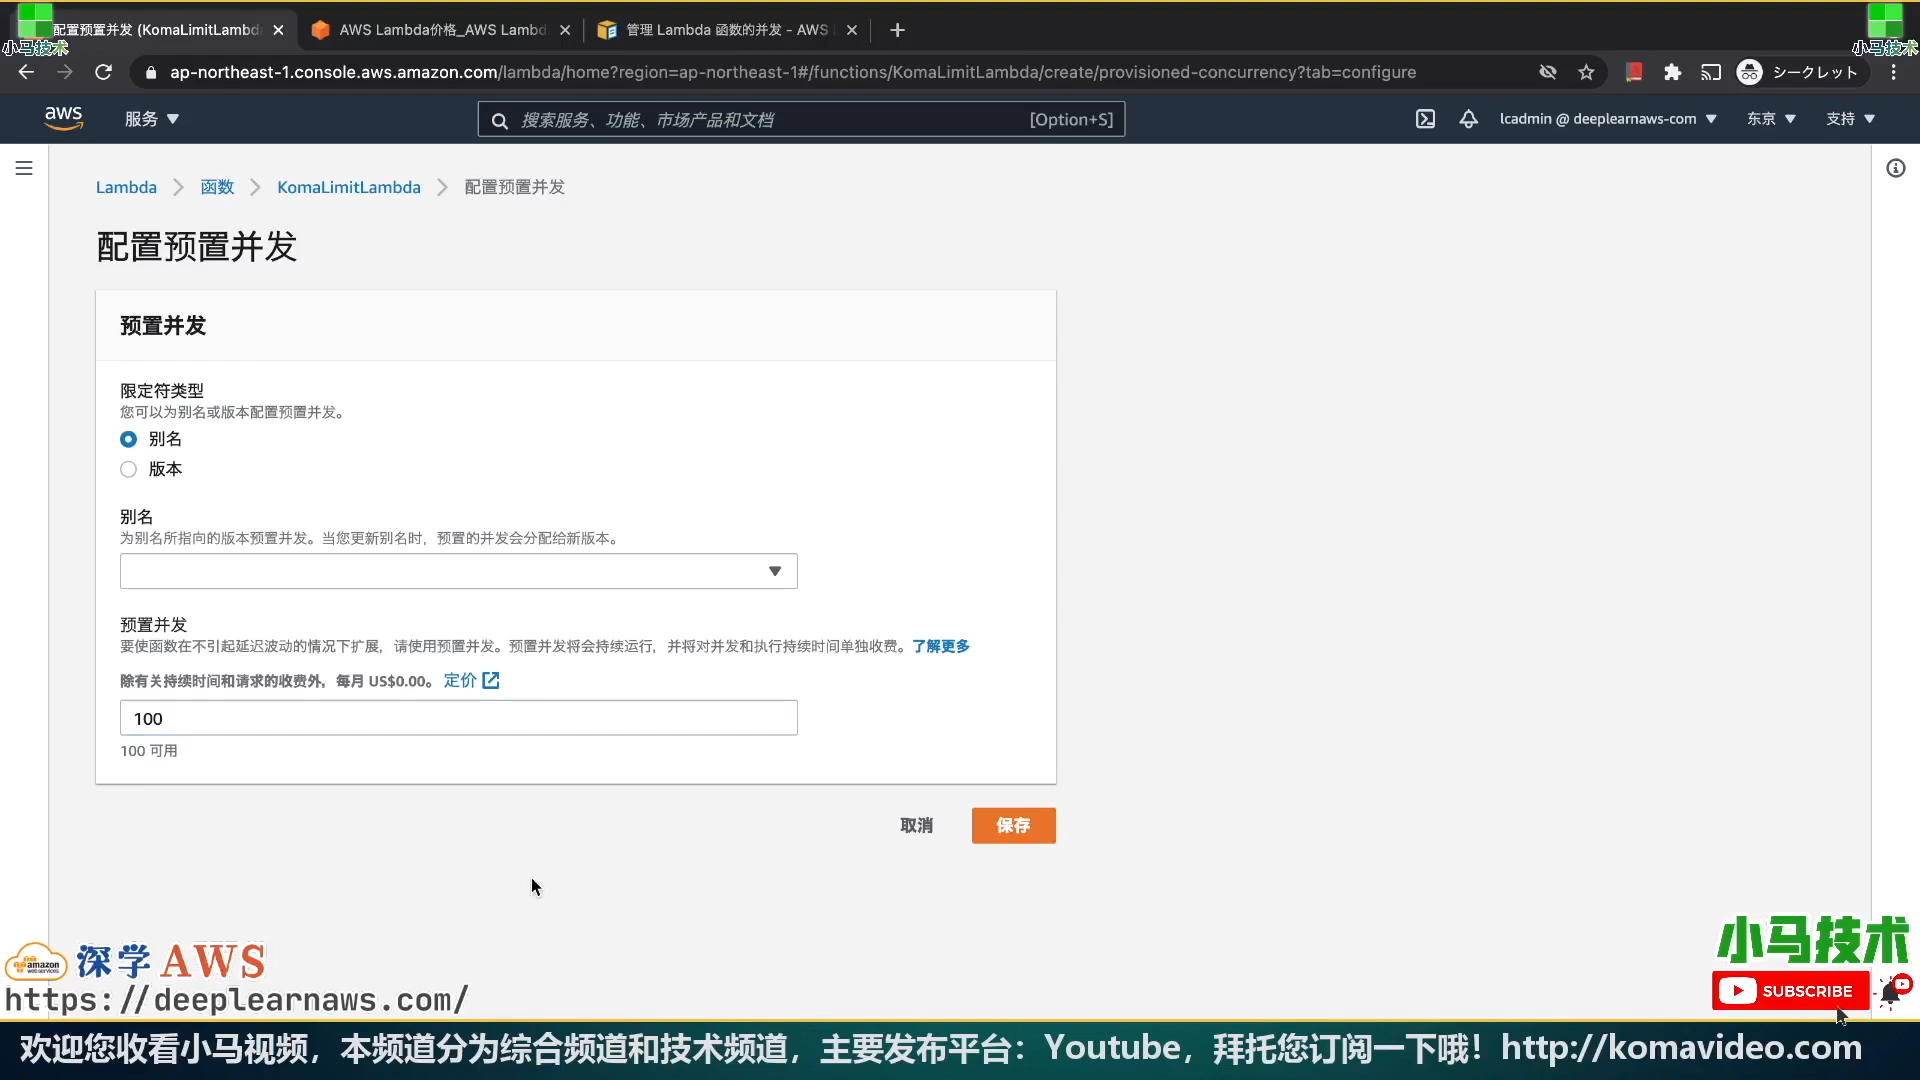 配置预置并发 (KomaLimitLambda
AWS Lambda价格_AWS Lambd
管理 Lambda 函数的并发 - AWS
小马技术
小马技术
ap-northeast-1.console.aws.amazon.com/lambda/home?region=ap-northeast-1#/functions/KomaLimitLambda/create/provisioned-concurrency?tab=configure
シークレット
aws
服务
搜索服务、功能、市场产品和文档
[Option+S]
lcadmin @ deeplearnaws-com
东京
支持
Lambda
函数
KomaLimitLambda
配置预置并发
配置预置并发
预置并发
限定符类型
您可以为别名或版本配置预置并发。
别名
版本
别名
为别名所指向的版本预置并发。当您更新别名时，预置的并发会分配给新版本。
预置并发
要使函数在不引起延迟波动的情况下扩展，请使用预置并发。预置并发将会持续运行，并将对并发和执行持续时间单独收费。了解更多
除有关持续时间和请求的收费外，每月 US$0.00。 定价
100
100 可用
取消
保存
amazon
web services
深学 AWS
https://deeplearnaws.com/
小马技术
SUBSCRIBE
欢迎您收看小马视频，本频道分为综合频道和技术频道，主要发布平台：Youtube，拜托您订阅一下哦！http://komavideo.com